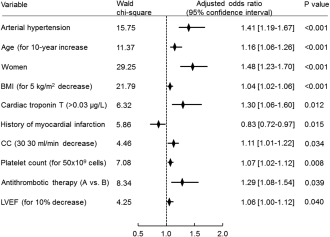 Variable Wald chi-square Adjusted odds ratio (95% confidence interval) P value
Arterial hypertension 15.75 1.41 [1.19-1.67] <0.001
Age (for 10-year increase 11.37 1.16 [1.06-1.26] <0.001
Women 29.25 1.48 [1.23-1.70] <0.001
BMI (for 5 kg/m² decrease) 21.79 1.04 [1.02-1.06] <0.001
Cardiac troponin T (>0.03 µg/L) 6.32 1.30 [1.06-1.60] 0.012
History of myocardial infarction 5.86 0.83 [0.72-0.97] 0.015
CC (30 30 ml/min decrease) 4.46 1.11 [1.01-1.22] 0.034
Platelet count (for 50x10⁹ cells) 7.08 1.07 [1.02-1.12] 0.008
Antithrombotic therapy (A vs. B) 8.34 1.29 [1.08-1.54] 0.039
LVEF (for 10% decrease) 4.25 1.06 [1.00-1.12] 0.040
0.6 1.0 1.5 2.0